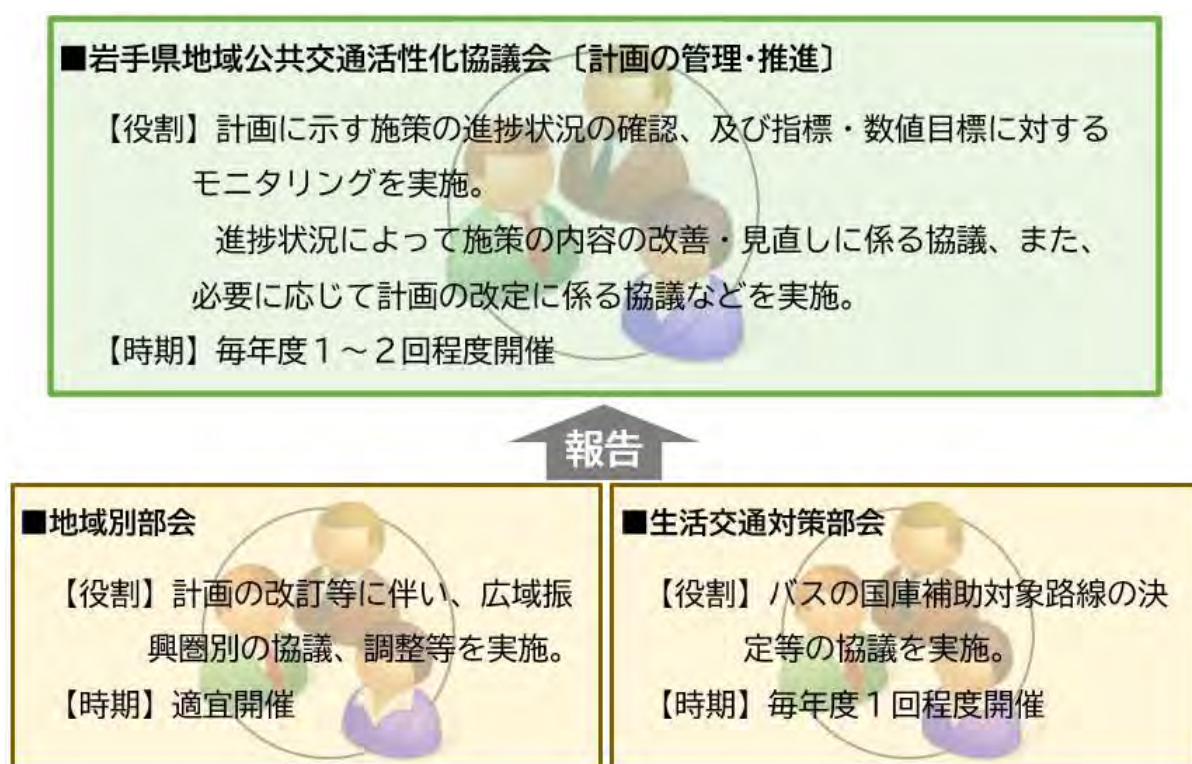 ■岩手県地域公共交通活性化協議会〔計画の管理・推進〕
【役割】計画に示す施策の進捗状況の確認、及び指標・数値目標に対する
モニタリングを実施。
進捗状況によって施策の内容の改善・見直しに係る協議、また、
必要に応じて計画の改定に係る協議などを実施。
【時期】毎年度１～２回程度開催
報告
■地域別部会
【役割】計画の改訂等に伴い、広域振
興圏別の協議、調整等を実施。
【時期】適宜開催
■生活交通対策部会
【役割】バスの国庫補助対象路線の決
定等の協議を実施。
【時期】毎年度１回程度開催